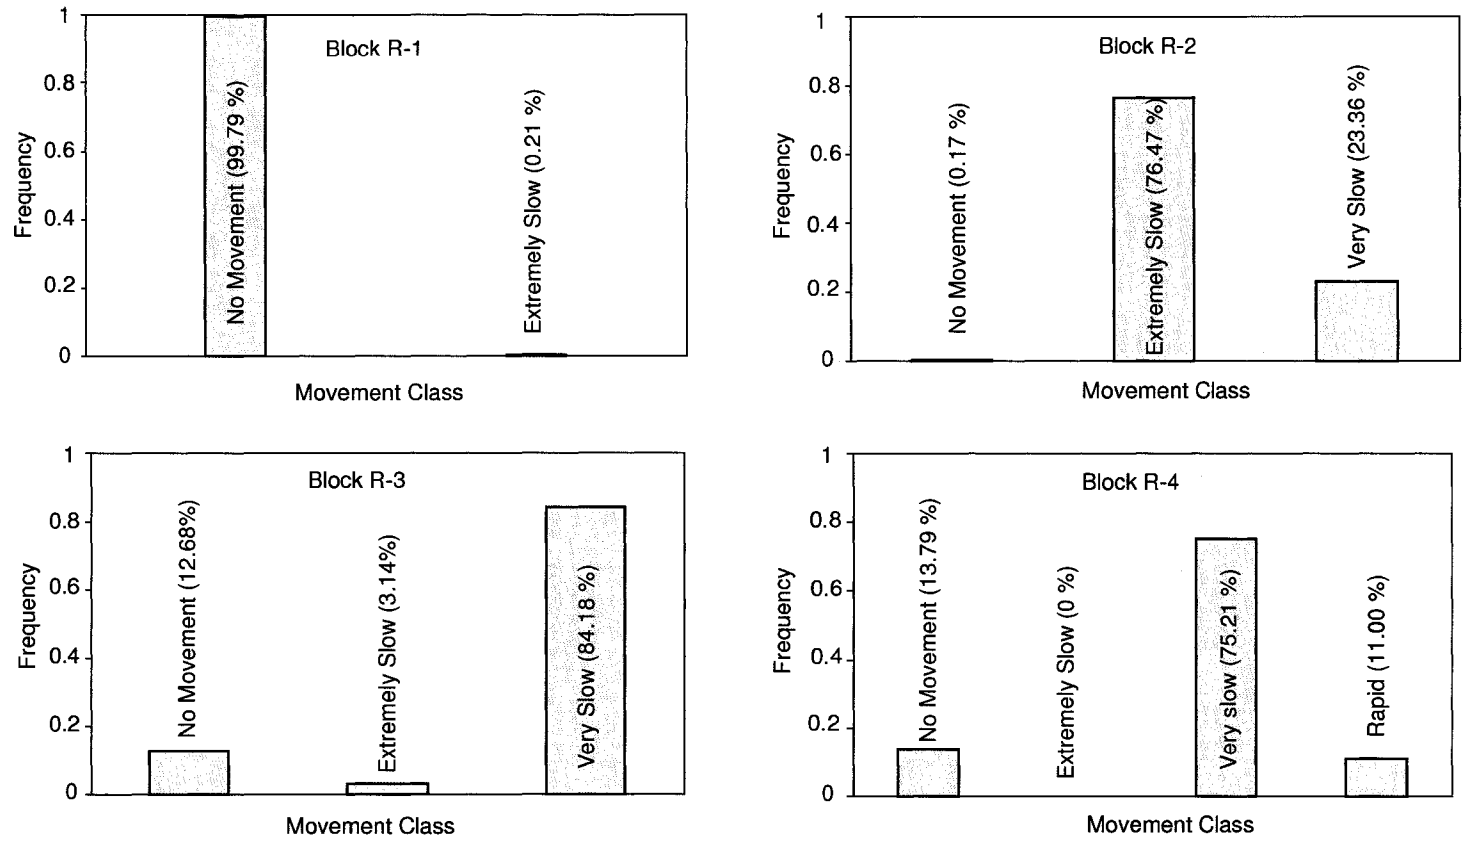 Block R-1
Frequency
1
0.8
0.6
0.4
0.2
0
No Movement (99.79 %)
Extremely Slow (0.21 %)
Movement Class
Block R-2
Frequency
1
0.8
0.6
0.4
0.2
0
No Movement (0.17 %)
Extremely Slow (76.47 %)
Very Slow (23.36 %)
Movement Class
Block R-3
Frequency
1
0.8
0.6
0.4
0.2
0
No Movement (12.68%)
Extremely Slow (3.14%)
Very Slow (84.18 %)
Movement Class
Block R-4
Frequency
1
0.8
0.6
0.4
0.2
0
No Movement (13.79 %)
Extremely Slow (0 %)
Very slow (75.21 %)
Rapid (11.00 %)
Movement Class